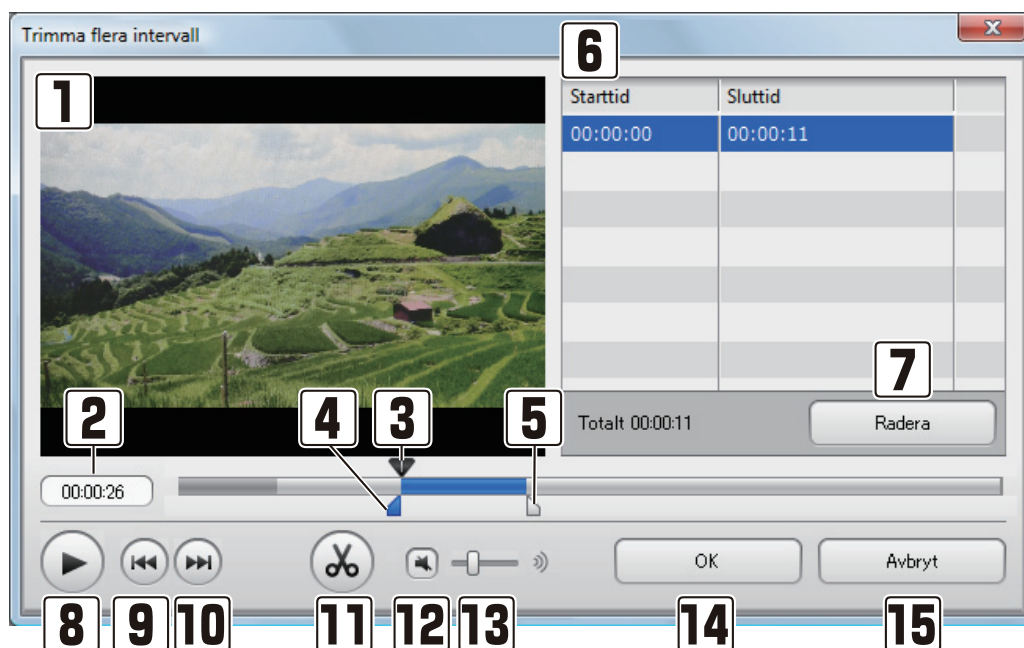 Trimma flera intervall
X
1
6
Starttid Sluttid
00:00:00 00:00:11
7
2 4 3 5
Totalt 00:00:11 Radera
00:00:26
OK Avbryt
8 9 10 11 12 13 14 15